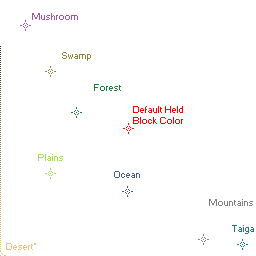 Mushroom
Swamp
Forest
Default Held
Block Color
Plains
Ocean
Mountains
Taiga
Desert*